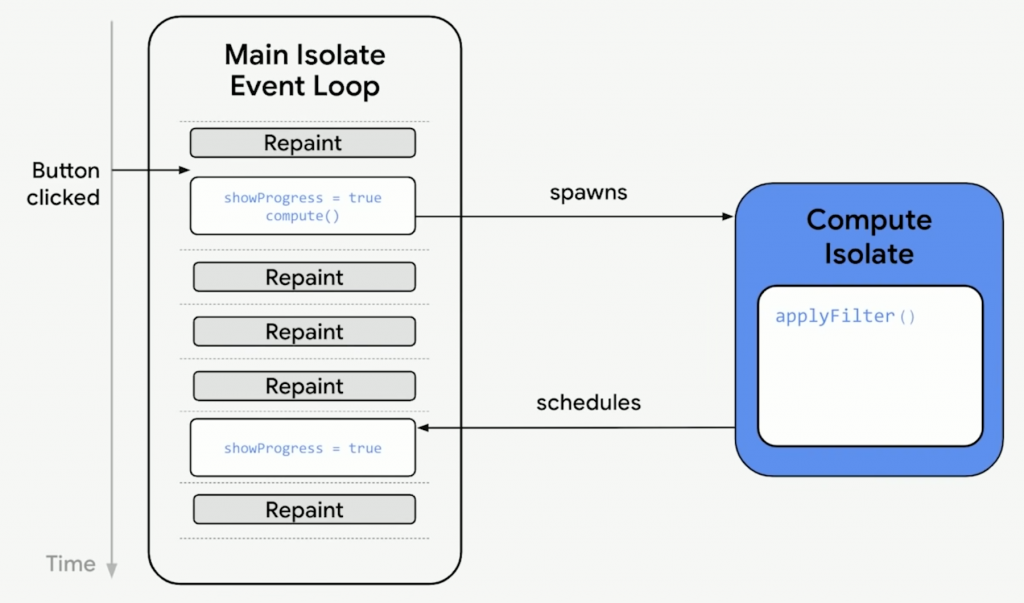 Main Isolate
Event Loop
Repaint
Button
clicked
showProgress = true
compute()
spawns
Compute
Isolate
Repaint
applyFilter()
Repaint
Repaint
schedules
showProgress = true
Repaint
Time